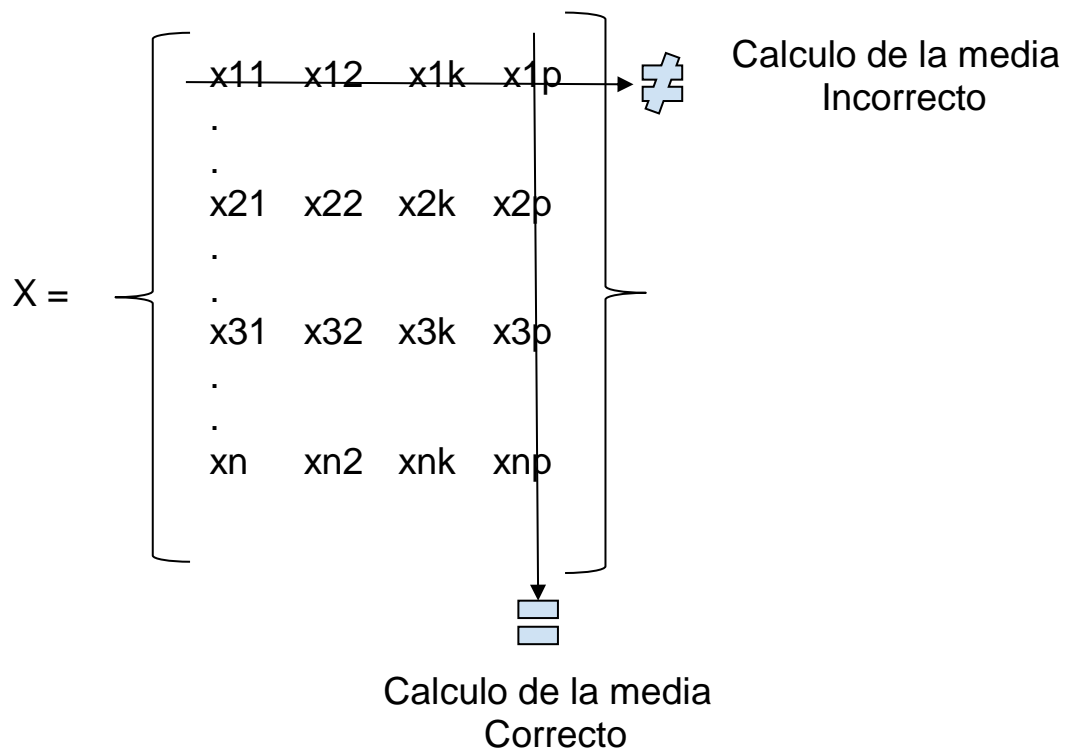 x11 x12 x1k x1p
Calculo de la media
Incorrecto
.
.
x21 x22 x2k x2p
.
.
X =
x31 x32 x3k x3p
.
.
xn xn2 xnk xnp
Calculo de la media
Correcto